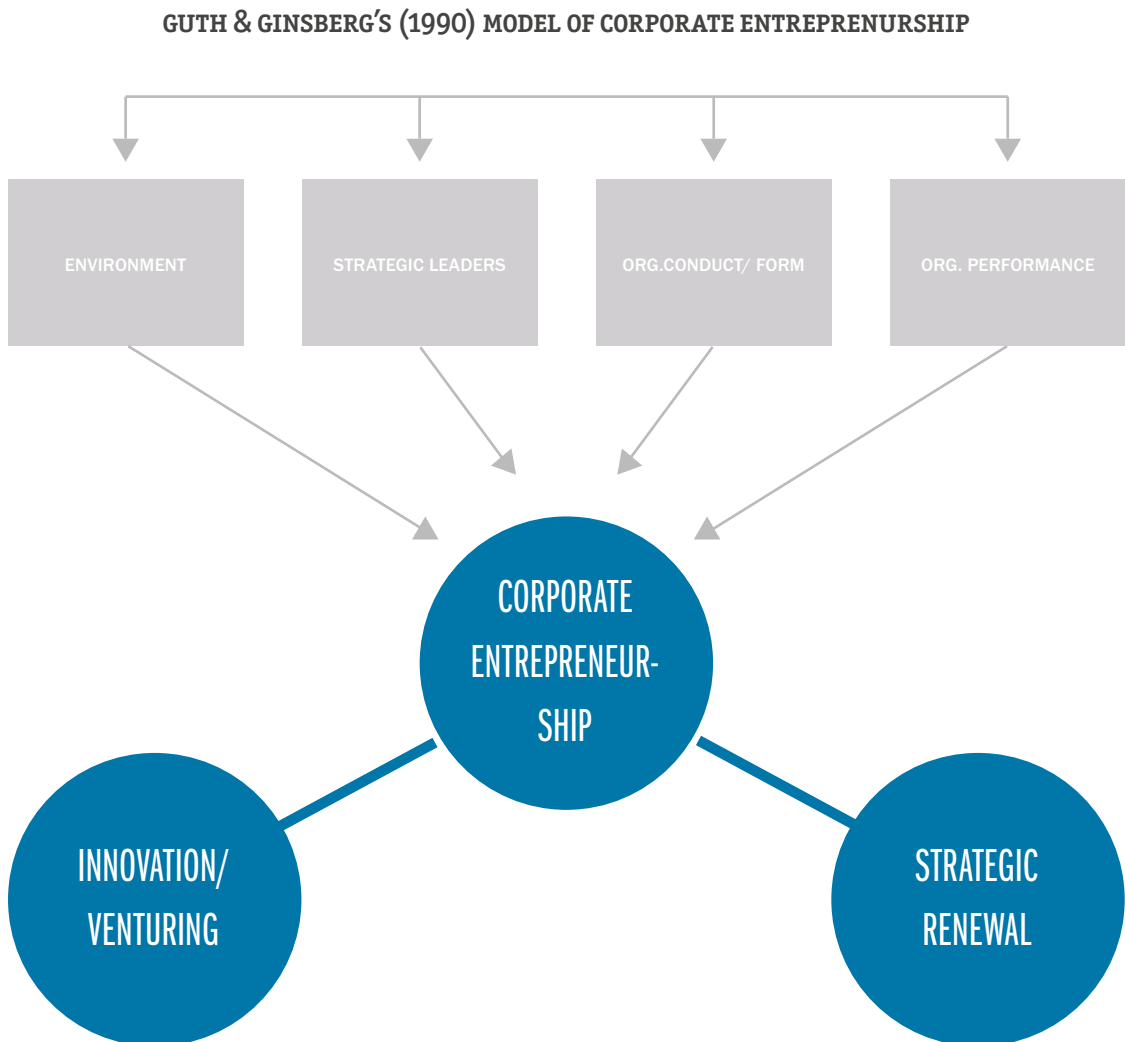 GUTH & GINSBERG'S (1990) MODEL OF CORPORATE ENTREPRENURSHIP
ENVIRONMENT
STRATEGIC LEADERS
ORG.CONDUCT/ FORM
ORG. PERFORMANCE
CORPORATE
ENTREPRENEUR-
SHIP
INNOVATION/
VENTURING
STRATEGIC
RENEWAL